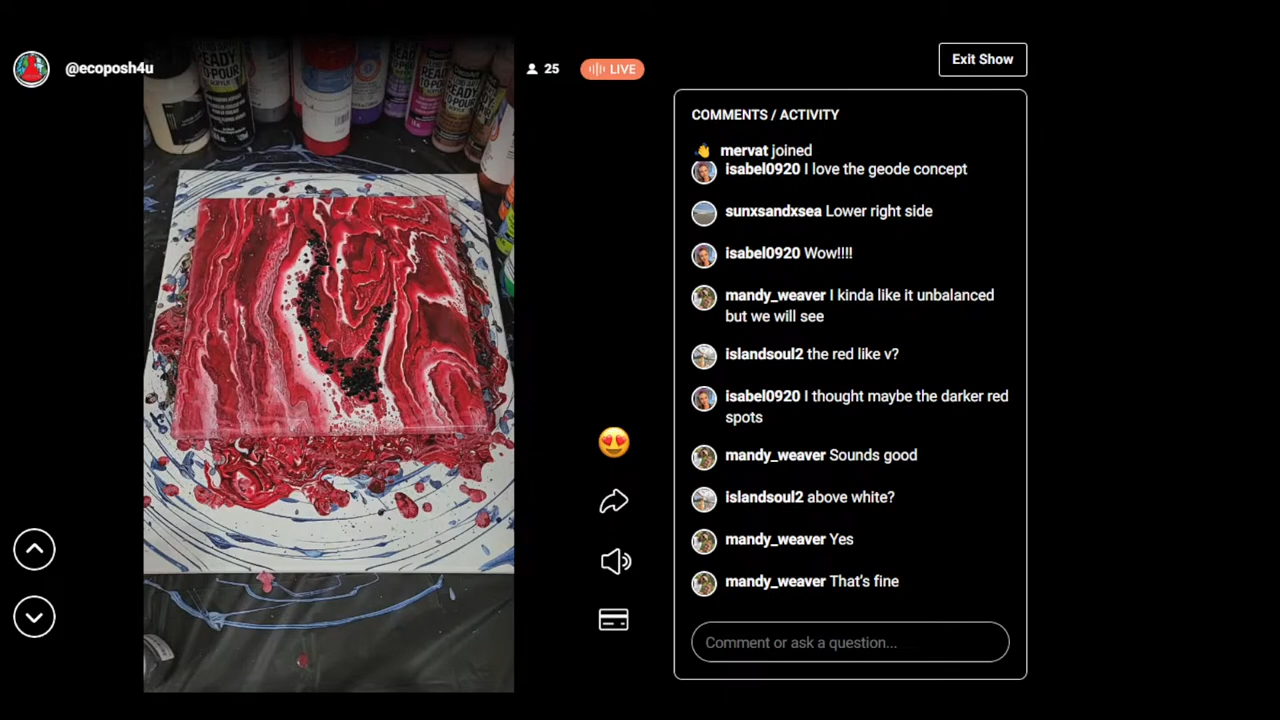 @ecoposh4u
25
LIVE
Exit Show
READY
TO-POUR
READY
TO-POUR
READY
TO-POUR
COMMENTS / ACTIVITY
mervat joined
isabel0920 I love the geode concept
sunxsandxsea Lower right side
isabel0920 Wow!!!!
mandy_weaver I kinda like it unbalanced
but we will see
islandsoul2 the red like v?
isabel0920 I thought maybe the darker red
spots
mandy_weaver Sounds good
islandsoul2 above white?
mandy_weaver Yes
mandy_weaver That's fine
Comment or ask a question...